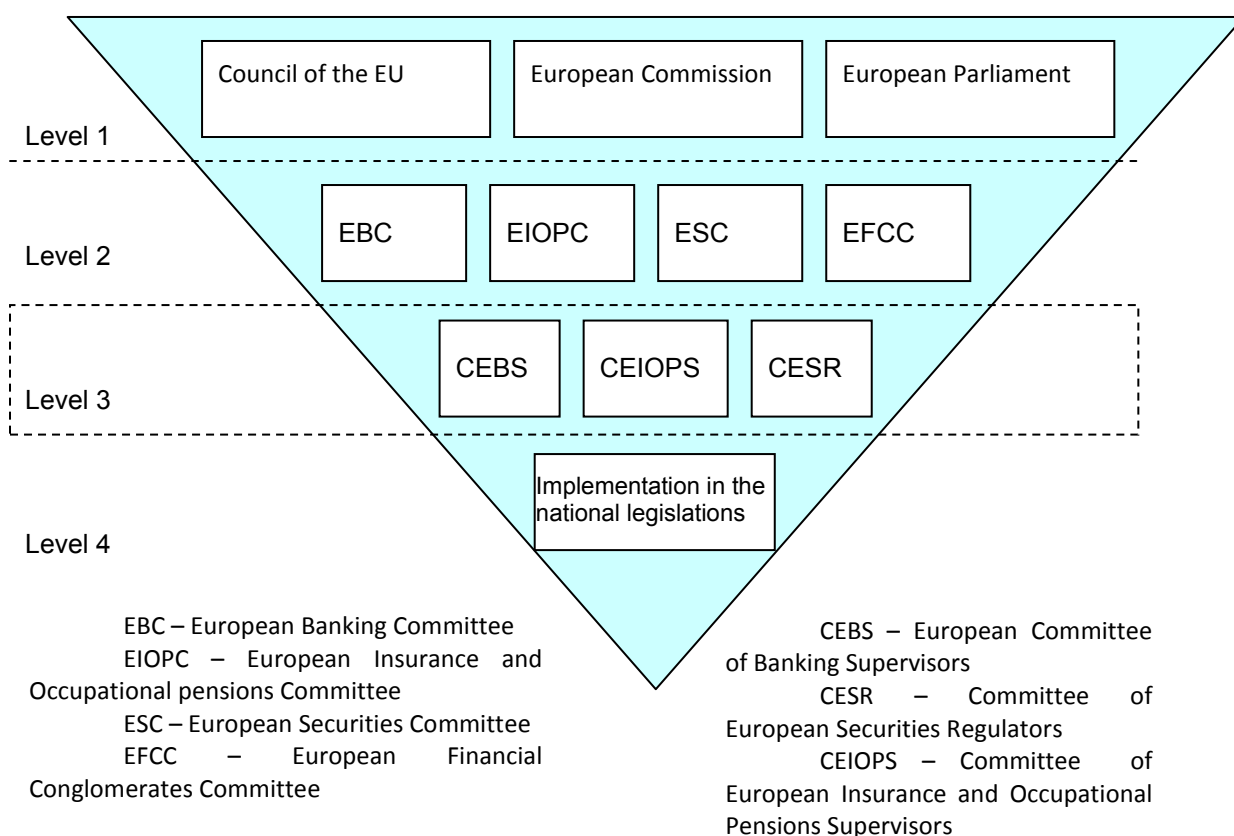 Council of the EU
European Commission
European Parliament
Level 1
EBC
EIOPC
ESC
EFCC
Level 2
CEBS
CEIOPS
CESR
Level 3
Implementation in the
national legislations
Level 4
EBC – European Banking Committee
EIOPC – European Insurance and
Occupational pensions Committee
ESC – European Securities Committee
EFCC – European Financial
Conglomerates Committee
CEBS – European Committee
of Banking Supervisors
CESR – Committee of
European Securities Regulators
CEIOPS – Committee of
European Insurance and Occupational
Pensions Supervisors